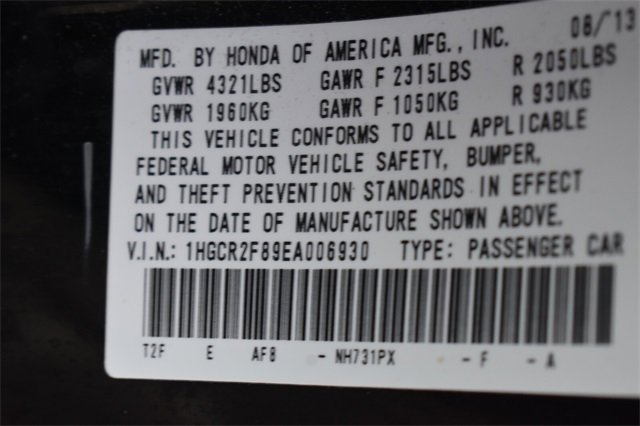 MFD. BY HONDA OF AMERICA MFG., INC. 08/13
GVWR 4321LBS GAWR F 2315LBS R 2050LBS
GVWR 1960KG GAWR F 1050KG R 930KG
THIS VEHICLE CONFORMS TO ALL APPLICABLE
FEDERAL MOTOR VEHICLE SAFETY, BUMPER,
AND THEFT PREVENTION STANDARDS IN EFFECT
ON THE DATE OF MANUFACTURE SHOWN ABOVE.
V.I.N.: 1HGCR2F89EA006930 TYPE: PASSENGER CAR
T2F E AF8 - NH731PX - F - A